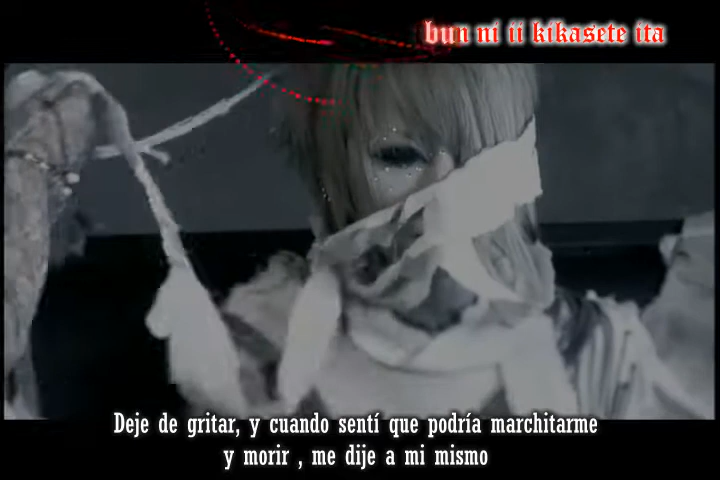 bun ni ii kikasete ita
Deje de gritar, y cuando sentí que podría marchitarme
y morir , me dije a mi mismo